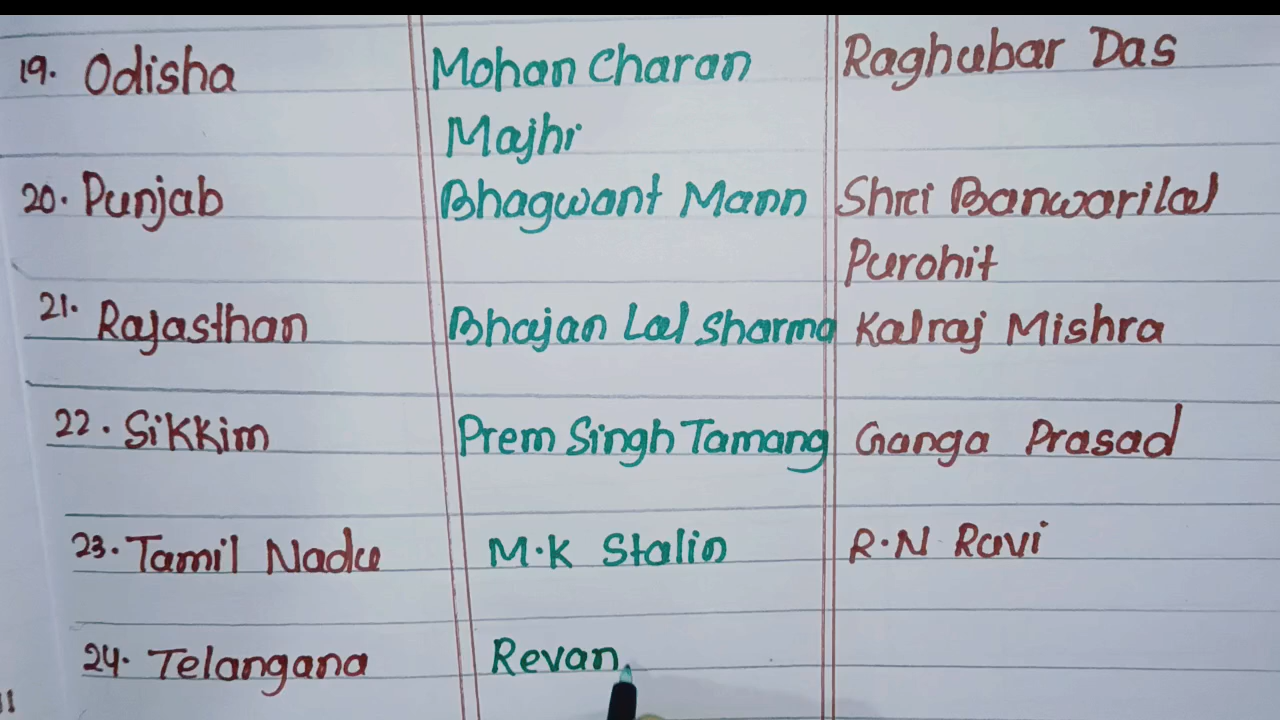 19. Odisha Mohan Charan Raghubar Das
Majhi
20. Punjab Bhagwant Mann Shri Banwarilal
Purohit
21. Rajasthan Bhajan Lal Sharma Kalraj Mishra
22. Sikkim Prem Singh Tamang Ganga Prasad
23. Tamil Nadu M.K Stalin R.N Ravi
24. Telangana Revan